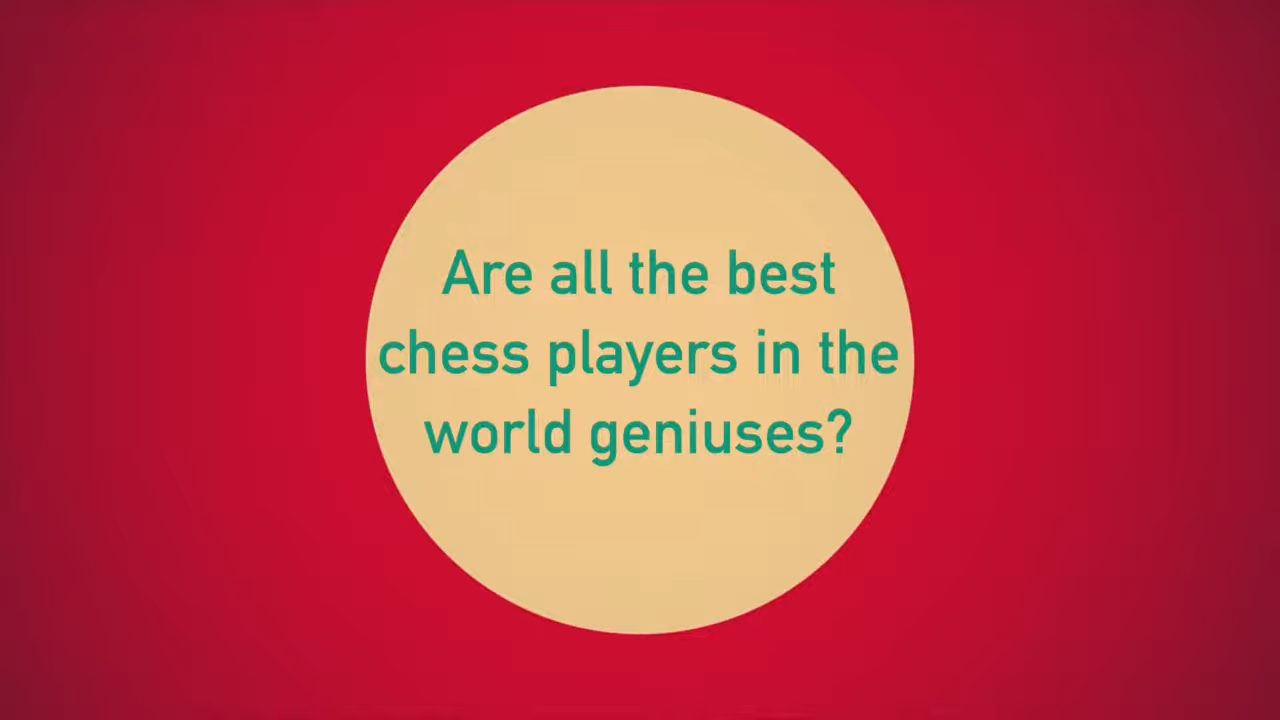 Are all the best
chess players in the
world geniuses?